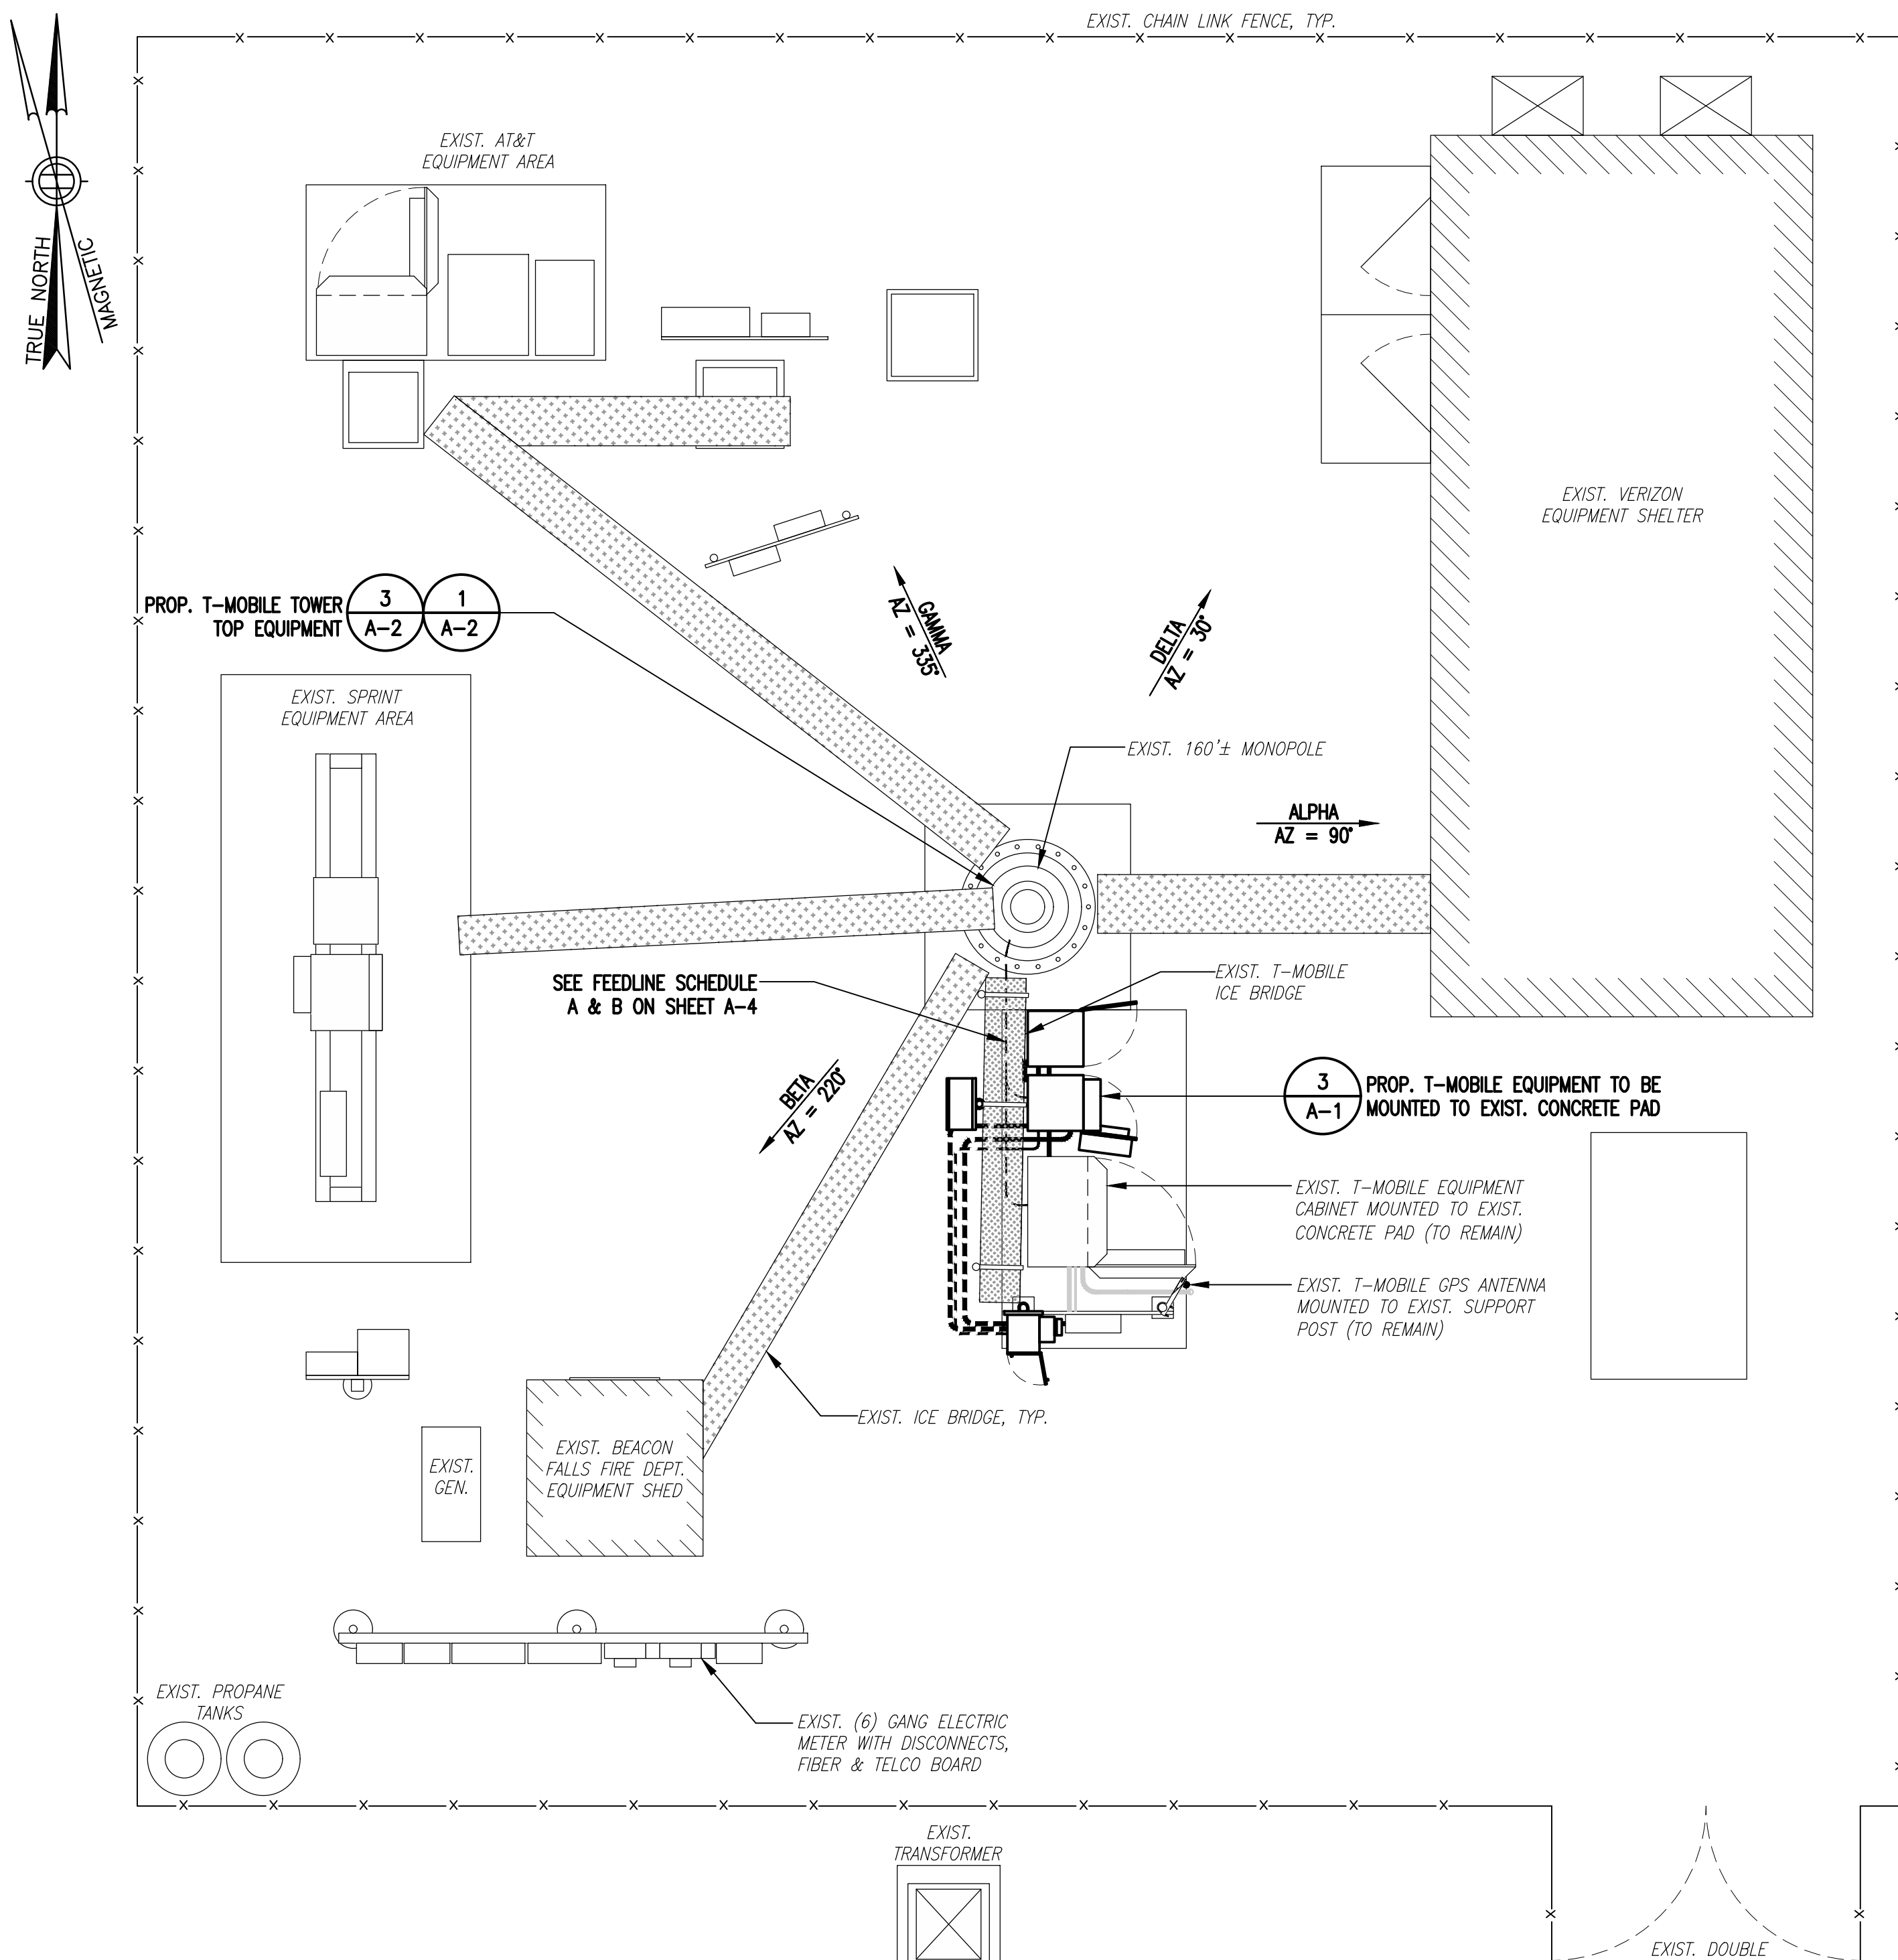 EXIST. CHAIN LINK FENCE, TYP.
TRUE NORTH
MAGNETIC
EXIST. AT&T
EQUIPMENT AREA
EXIST. VERIZON
EQUIPMENT SHELTER
PROP. T-MOBILE TOWER
TOP EQUIPMENT
3
A-2
1
A-2
GAMMA
AZ = 335°
DELTA
AZ = 30°
EXIST. SPRINT
EQUIPMENT AREA
EXIST. 160'± MONOPOLE
ALPHA
AZ = 90°
SEE FEEDLINE SCHEDULE
A & B ON SHEET A-4
EXIST. T-MOBILE
ICE BRIDGE
BETA
AZ = 220°
3
A-1
PROP. T-MOBILE EQUIPMENT TO BE
MOUNTED TO EXIST. CONCRETE PAD
EXIST. T-MOBILE EQUIPMENT
CABINET MOUNTED TO EXIST.
CONCRETE PAD (TO REMAIN)
EXIST. T-MOBILE GPS ANTENNA
MOUNTED TO EXIST. SUPPORT
POST (TO REMAIN)
EXIST. ICE BRIDGE, TYP.
EXIST.
GEN.
EXIST. BEACON
FALLS FIRE DEPT.
EQUIPMENT SHED
EXIST. PROPANE
TANKS
EXIST. (6) GANG ELECTRIC
METER WITH DISCONNECTS,
FIBER & TELCO BOARD
EXIST.
TRANSFORMER
EXIST. DOUBLE